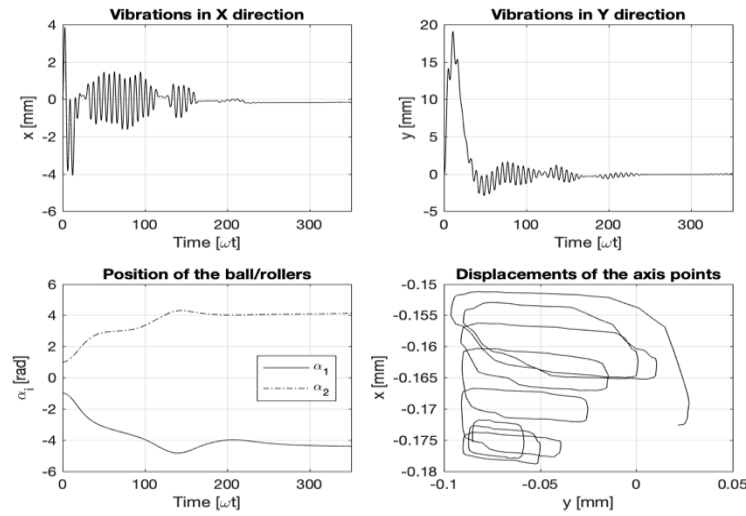 Vibrations in X direction
4
2
0
-2
-4
-6
x [mm]
0 100 200 300
Time [ωt]
Vibrations in Y direction
20
15
10
5
0
-5
y [mm]
0 100 200 300
Time [ωt]
Position of the ball/rollers
6
4
2
0
-2
-4
-6
αi [rad]
α1
α2
0 100 200 300
Time [ωt]
Displacements of the axis points
-0.15
-0.155
-0.16
-0.165
-0.17
-0.175
-0.18
x [mm]
-0.1 -0.05 0 0.05
y [mm]